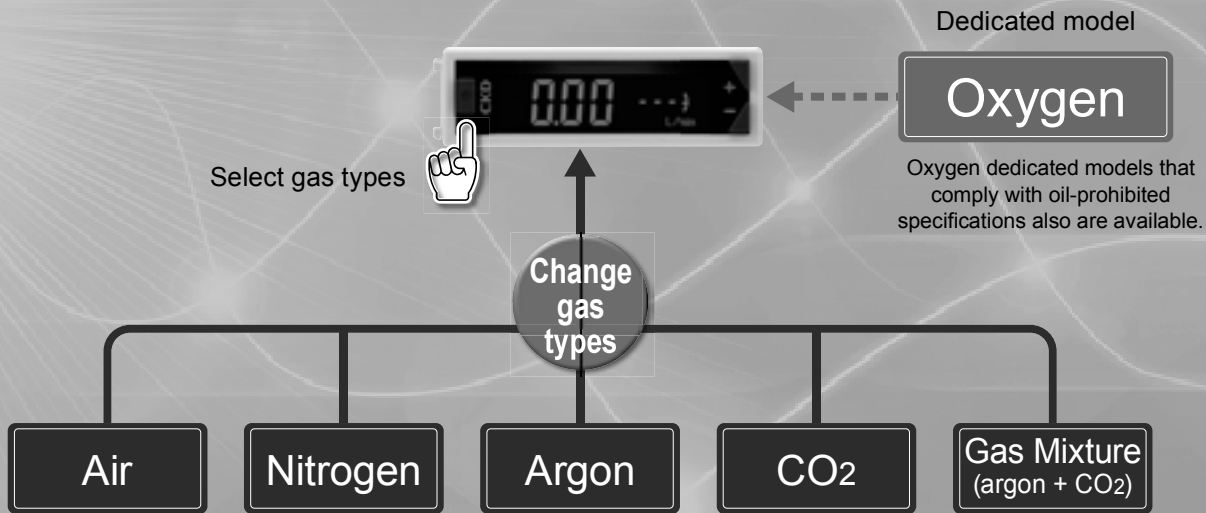 Dedicated model
Oxygen
CKD
0.00
L/min
+
−
Select gas types
Oxygen dedicated models that
comply with oil-prohibited
specifications also are available.
Change
gas
types
Air
Nitrogen
Argon
CO2
Gas Mixture
(argon + CO2)